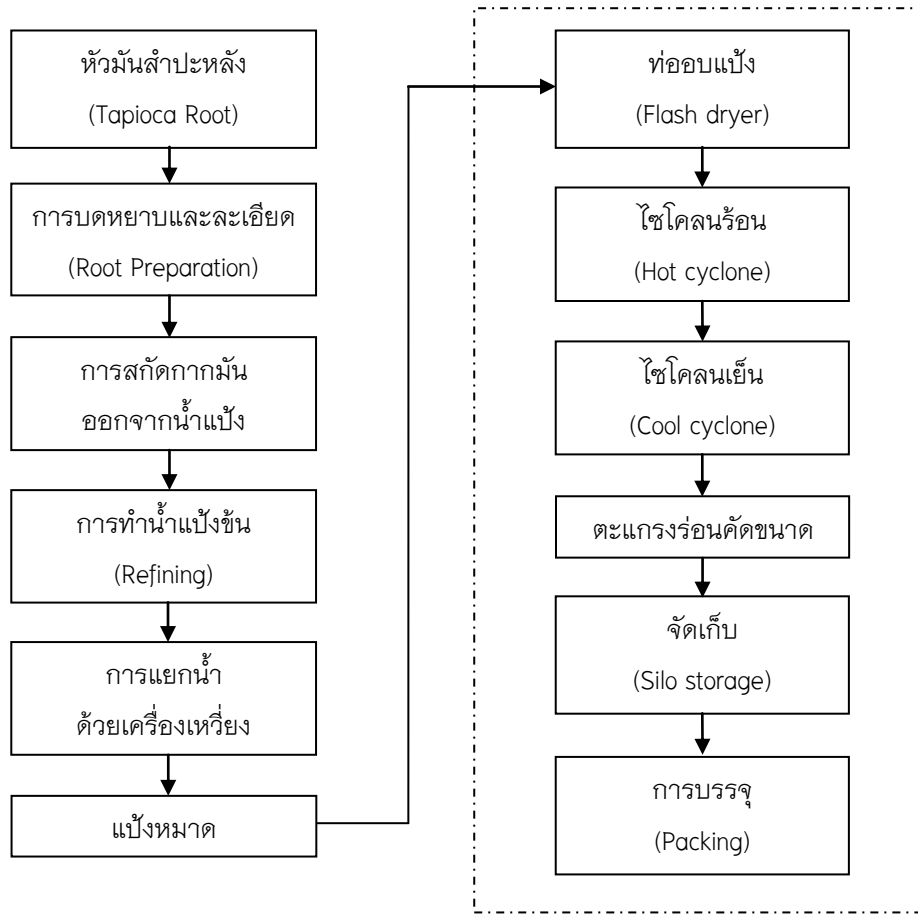 หัวมันสำปะหลัง
(Tapioca Root)
การบดหยาบและละเอียด
(Root Preparation)
การสกัดกากมัน
ออกจากน้ำแป้ง
การทำน้ำแป้งข้น
(Refining)
การแยกน้ำ
ด้วยเครื่องเหวี่ยง
แป้งหมาด
ท่ออบแป้ง
(Flash dryer)
ไซโคลนร้อน
(Hot cyclone)
ไซโคลนเย็น
(Cool cyclone)
ตะแกรงร่อนคัดขนาด
จัดเก็บ
(Silo storage)
การบรรจุ
(Packing)